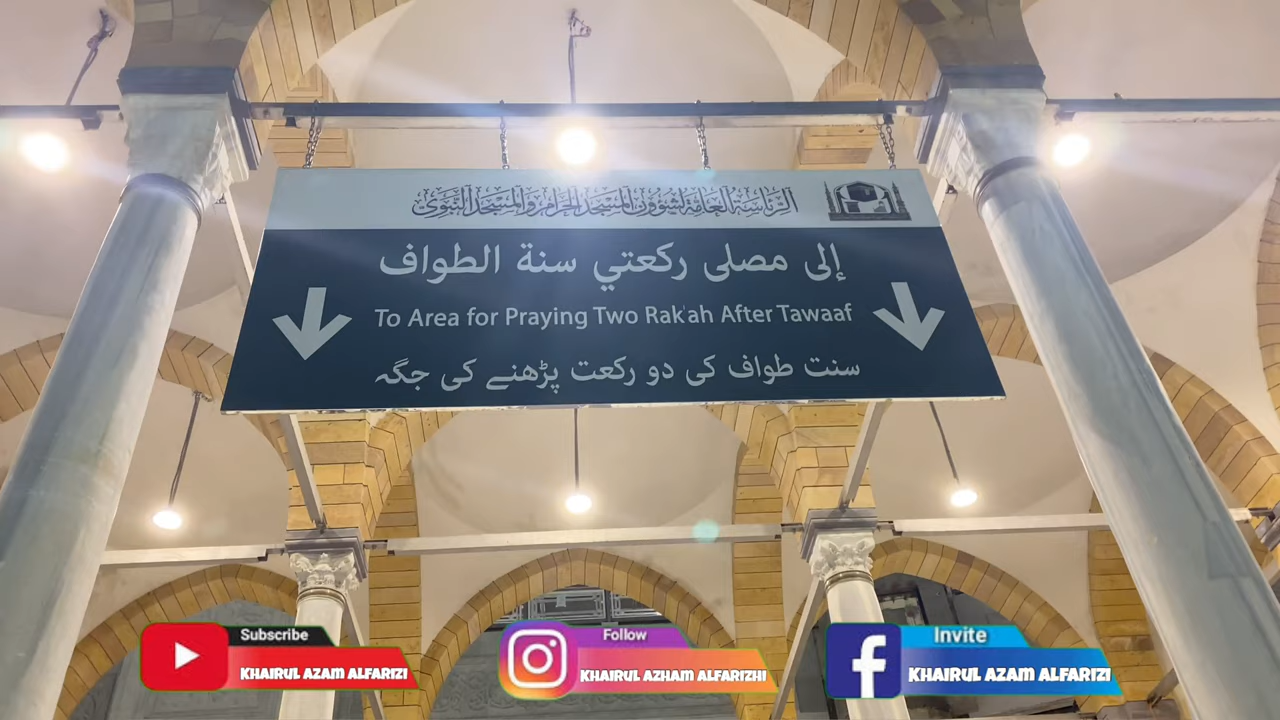 الرئاسة العامة لشؤون المسجد الحرام والمسجد النبوي
إلى مصلى ركعتي سنة الطواف
To Area for Praying Two Rak'ah After Tawaaf
سنت طواف کی دو رکعت پڑھنے کی جگہ
Subscribe
KHAIRUL AZAM ALFARIZI
Follow
KHAIRUL AZHAM ALFARIZHI
Invite
KHAIRUL AZAM ALFARIZI